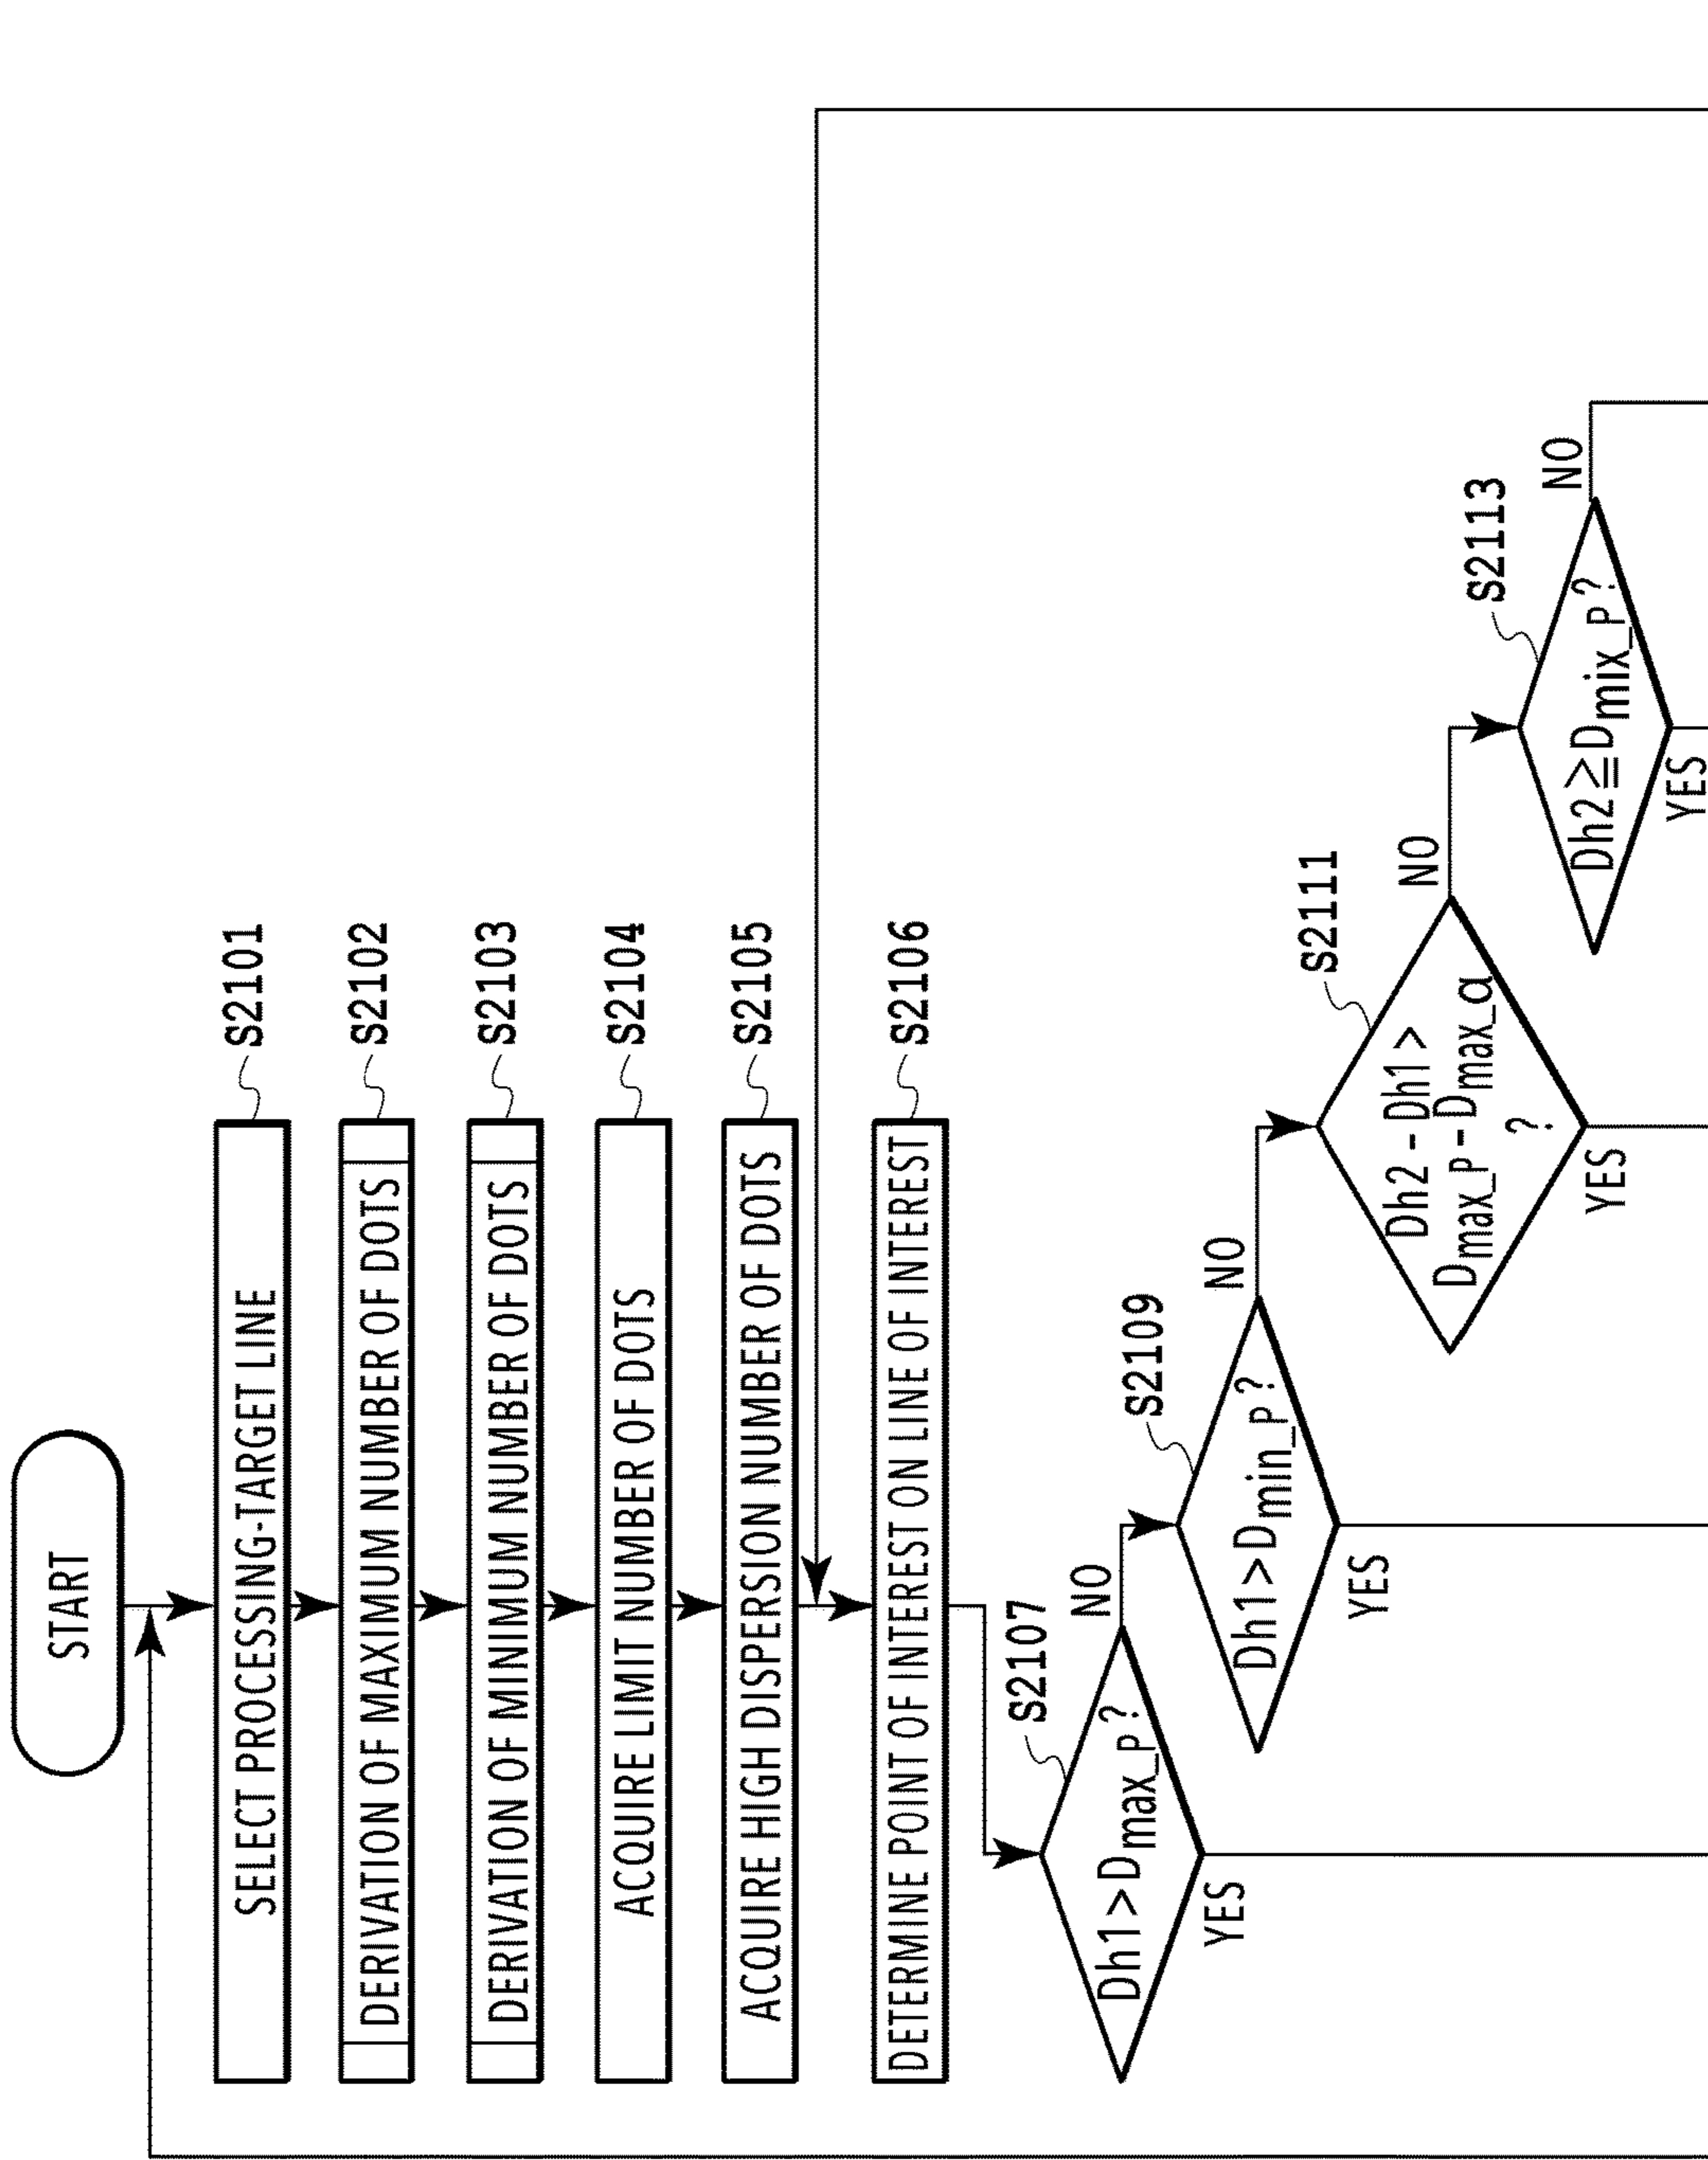 START
SELECT PROCESSING-TARGET LINE
S2101
DERIVATION OF MAXIMUM NUMBER OF DOTS
S2102
DERIVATION OF MINIMUM NUMBER OF DOTS
S2103
ACQUIRE LIMIT NUMBER OF DOTS
S2104
ACQUIRE HIGH DISPERSION NUMBER OF DOTS
S2105
DETERMINE POINT OF INTEREST ON LINE OF INTEREST
S2106
S2107
Dh1>Dmax_P?
NO
YES
S2109
Dh1>Dmin_P?
NO
YES
S2111
Dh2-Dh1>
Dmax_P-Dmax_α
?
NO
YES
S2113
Dh2≧Dmix_P?
NO
YES